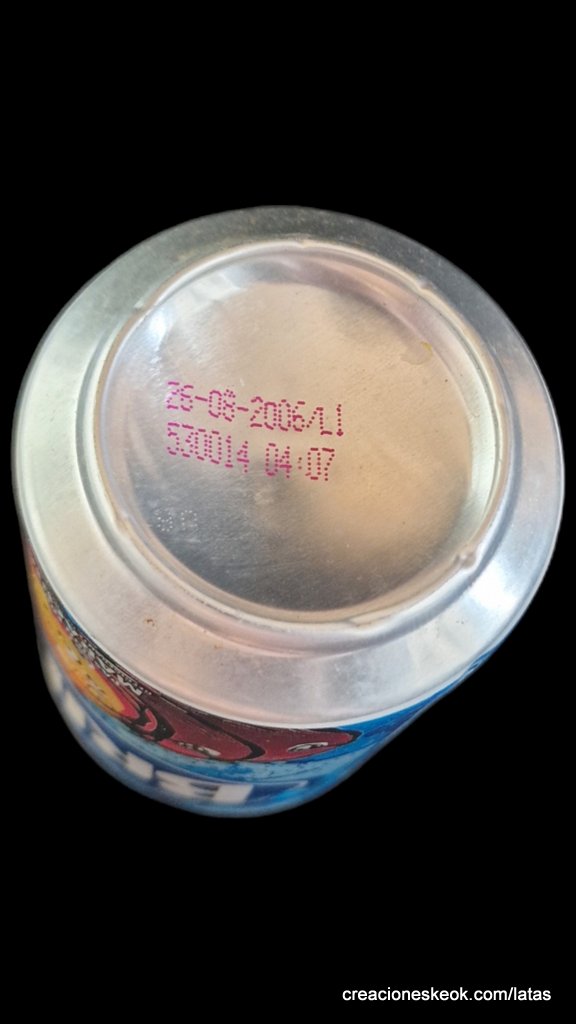 26-08-2006/L1
530014 04:07
creacioneskeok.com/latas